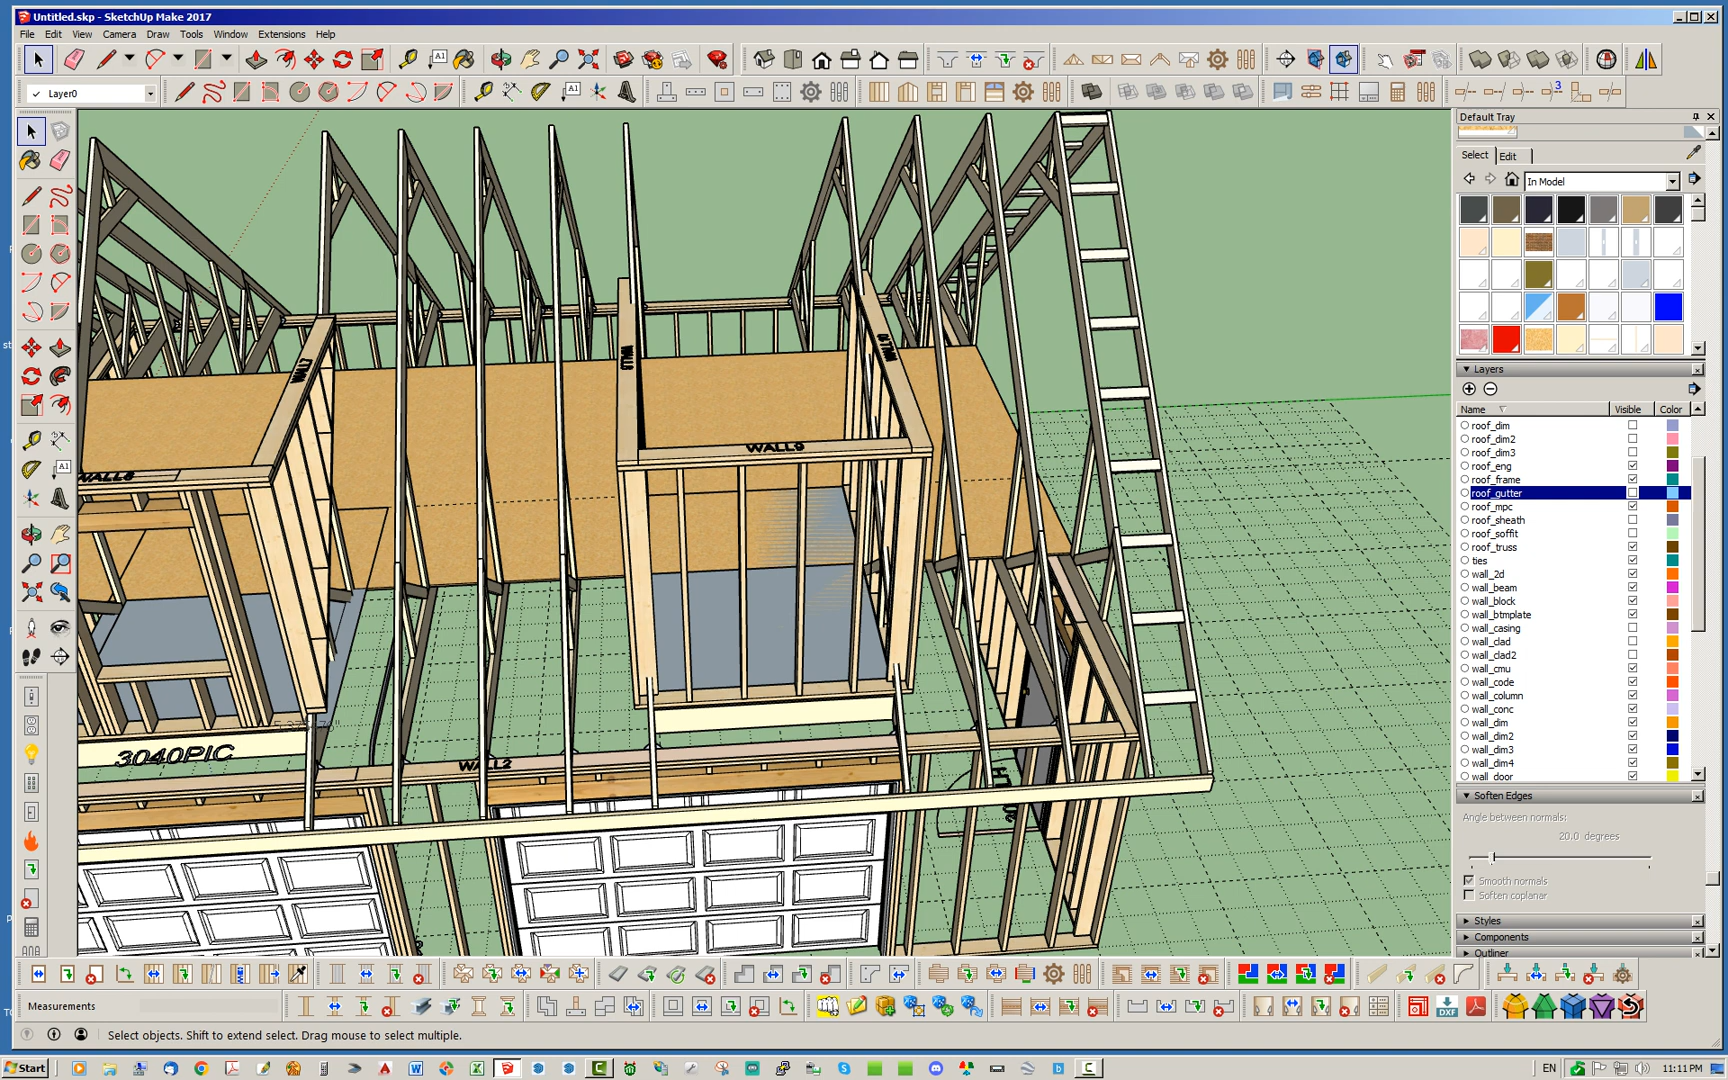 Untitled.skp - SketchUp Make 2017
File Edit View Camera Draw Tools Window Extensions Help
Layer0
3
Default Tray
Select Edit
In Model
Layers
Name Visible Color
roof_dim
roof_dim2
roof_dim3
roof_eng
roof_frame
roof_gutter
roof_mpc
roof_sheath
roof_soffit
roof_truss
ties
wall_2d
wall_beam
wall_block
wall_btmplate
wall_casing
wall_clad
wall_clad2
wall_cmu
wall_code
wall_column
wall_conc
wall_dim
wall_dim2
wall_dim3
wall_dim4
wall_door
Soften Edges
Angle between normals:
20.0 degrees
Smooth normals
Soften coplanar
Styles
Components
Outliner
WALL7
WALL9
3040PIC
WALL2
Measurements
DXF
Select objects. Shift to extend select. Drag mouse to select multiple.
Start
EN
11:11 PM